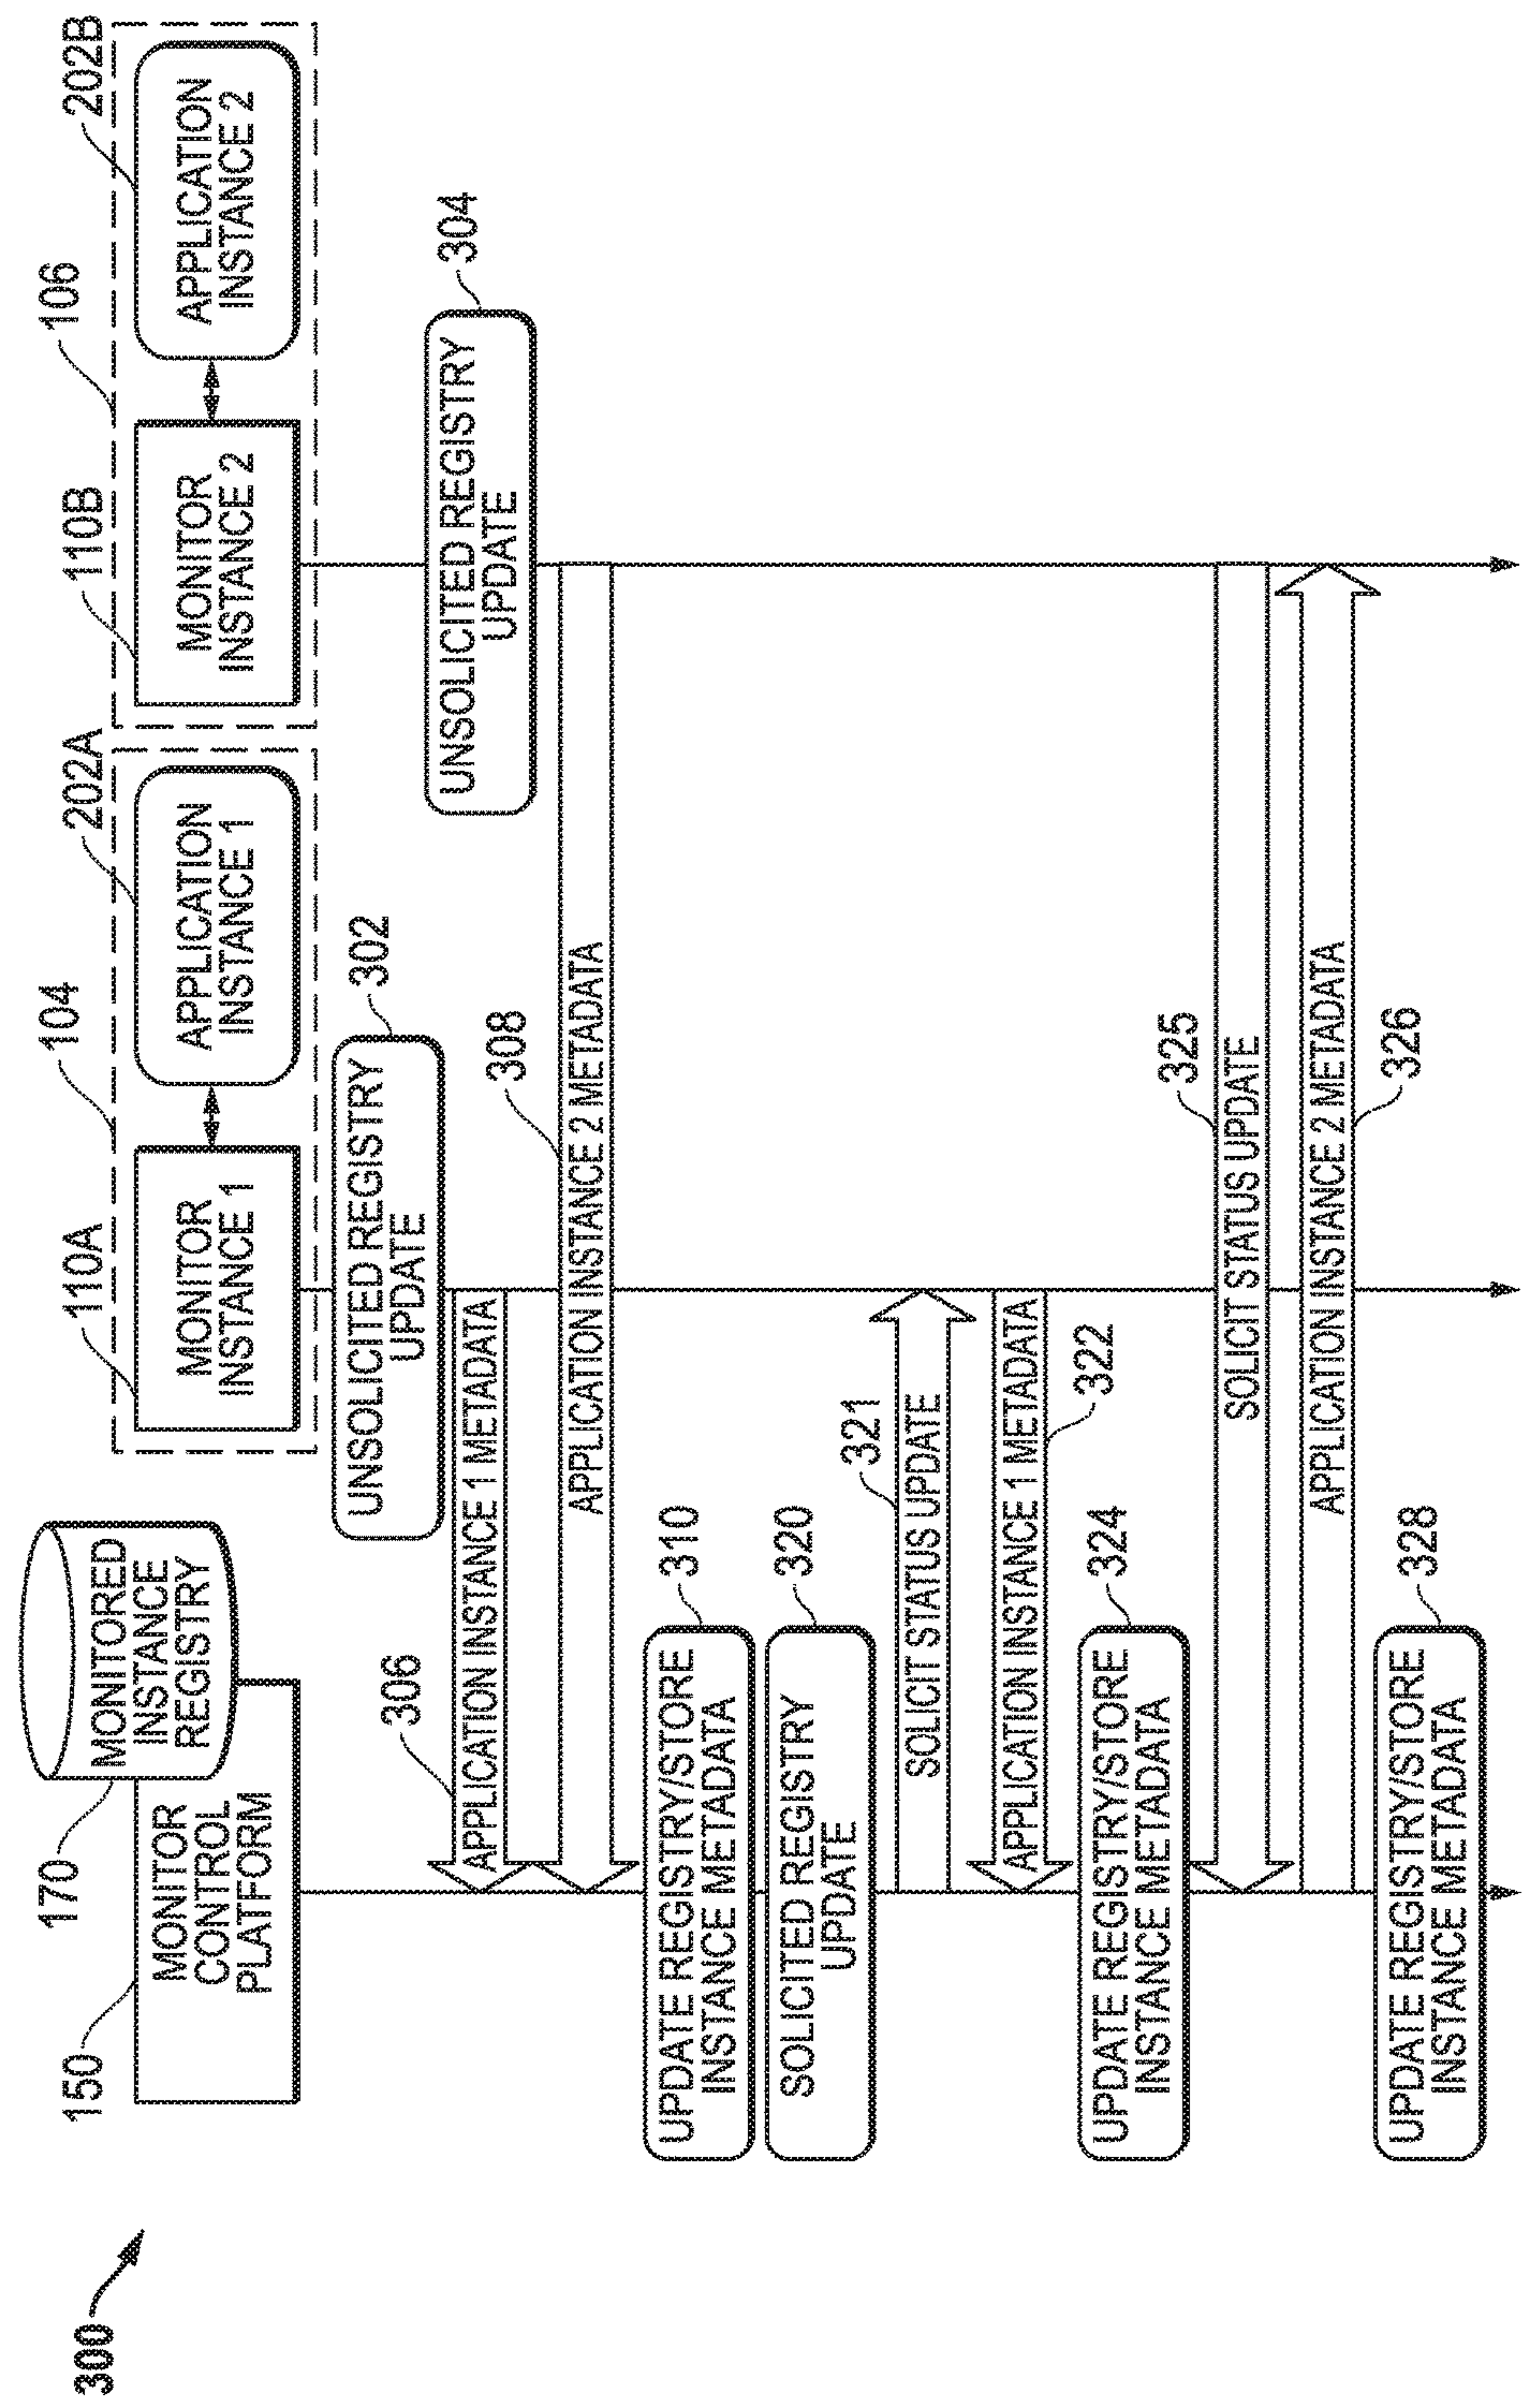 300
150
MONITOR
CONTROL
PLATFORM
170
MONITORED
INSTANCE
REGISTRY
104
110A
MONITOR
INSTANCE 1
202A
APPLICATION
INSTANCE 1
106
110B
MONITOR
INSTANCE 2
202B
APPLICATION
INSTANCE 2
302
UNSOLICITED REGISTRY
UPDATE
304
UNSOLICITED REGISTRY
UPDATE
306
APPLICATION INSTANCE 1 METADATA
308
APPLICATION INSTANCE 2 METADATA
310
UPDATE REGISTRY/STORE
INSTANCE METADATA
320
SOLICITED REGISTRY
UPDATE
321
SOLICIT STATUS UPDATE
APPLICATION INSTANCE 1 METADATA
322
324
UPDATE REGISTRY/STORE
INSTANCE METADATA
325
SOLICIT STATUS UPDATE
APPLICATION INSTANCE 2 METADATA
326
328
UPDATE REGISTRY/STORE
INSTANCE METADATA